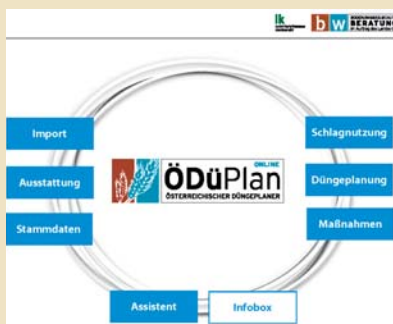 lk
bw
BERATUNG
Import
Schlagnutzung
ONLINE
ÖDüPlan
ÖSTERREICHISCHER DÜNGEPLANER
Ausstattung
Düngeplanung
Stammdaten
Maßnahmen
Assistent
Infobox